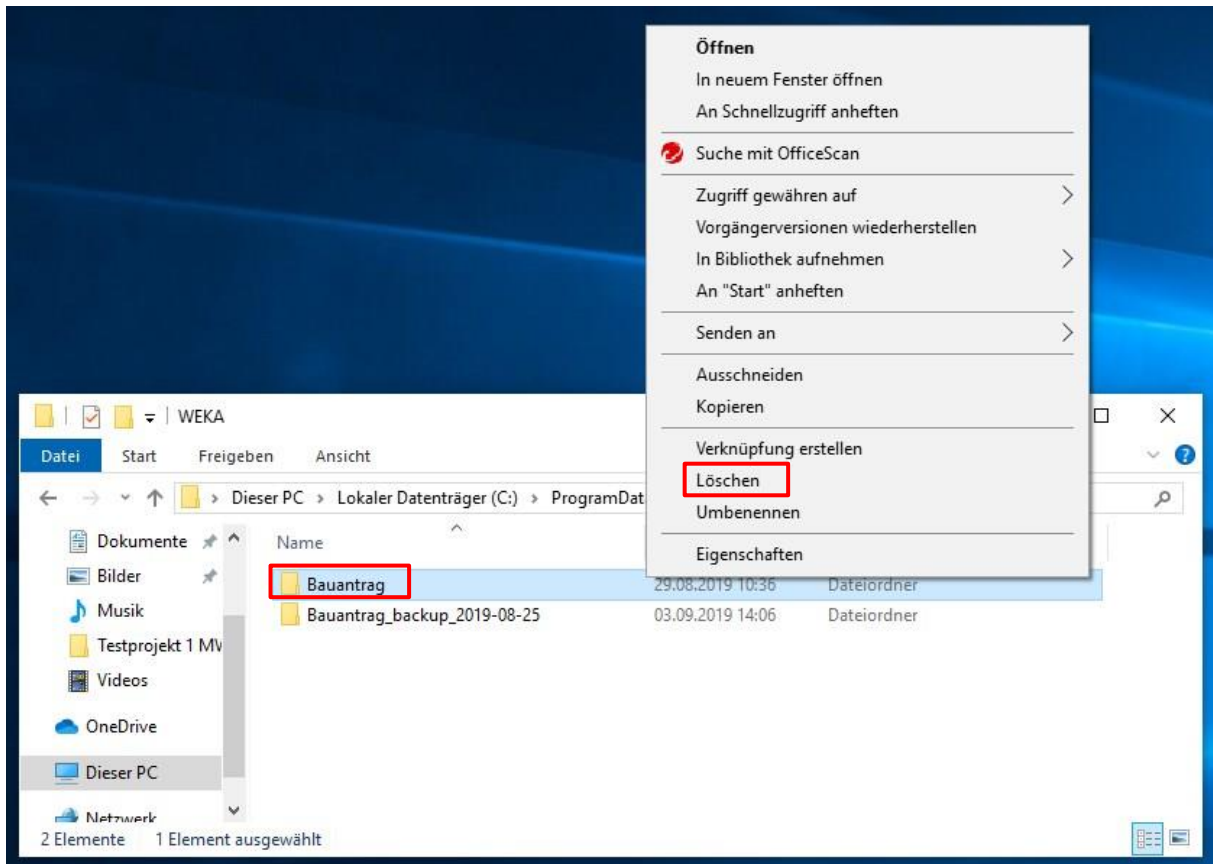 Öffnen
In neuem Fenster öffnen
An Schnellzugriff anheften
Suche mit OfficeScan
Zugriff gewähren auf
Vorgängerversionen wiederherstellen
In Bibliothek aufnehmen
An "Start" anheften
Senden an
Ausschneiden
Kopieren
Verknüpfung erstellen
Löschen
Umbenennen
Eigenschaften
WEKA
Datei Start Freigeben Ansicht
Dieser PC Lokaler Datenträger (C:) ProgramDat
Name
Bauantrag 29.08.2019 10:36 Dateiordner
Bauantrag_backup_2019-08-25 03.09.2019 14:06 Dateiordner
Dokumente
Bilder
Musik
Testprojekt 1 MV
Videos
OneDrive
Dieser PC
Netzwerk
2 Elemente 1 Element ausgewählt